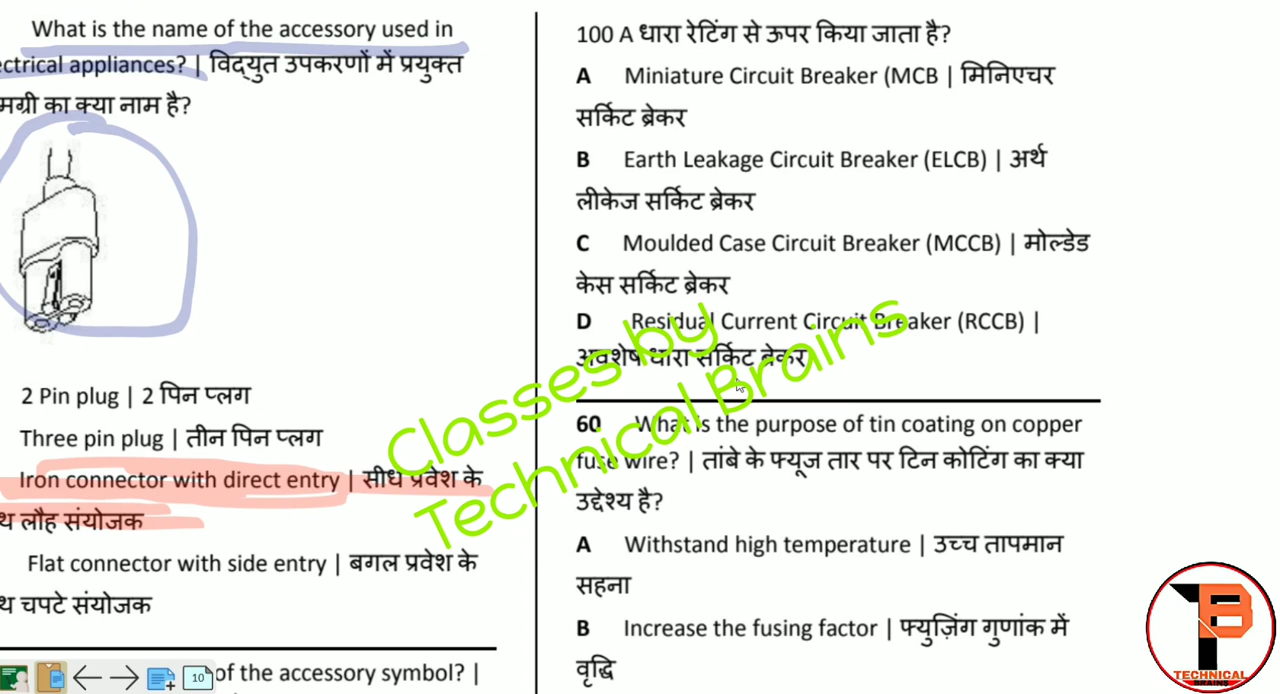 What is the name of the accessory used in
ectrical appliances? | विद्युत उपकरणों में प्रयुक्त
मग्री का क्या नाम है?
2 Pin plug | 2 पिन प्लग
Three pin plug | तीन पिन प्लग
Iron connector with direct entry | सीधे प्रवेश के
थ लौह संयोजक
Flat connector with side entry | बगल प्रवेश के
थ चपटे संयोजक
of the accessory symbol? |
10
100 A धारा रेटिंग से ऊपर किया जाता है?
A Miniature Circuit Breaker (MCB | मिनिएचर
सर्किट ब्रेकर
B Earth Leakage Circuit Breaker (ELCB) | अर्थ
लीकेज सर्किट ब्रेकर
C Moulded Case Circuit Breaker (MCCB) | मोल्डेड
केस सर्किट ब्रेकर
D Residual Current Circuit Breaker (RCCB) |
अवशेष धारा सर्किट ब्रेकर
60 What is the purpose of tin coating on copper
fuse wire? | तांबे के फ्यूज तार पर टिन कोटिंग का क्या
उद्देश्य है?
A Withstand high temperature | उच्च तापमान
सहना
B Increase the fusing factor | फ्युज़िंग गुणांक में
वृद्धि
Classes by
Technical Brains
TB
TECHNICAL
BRAINS